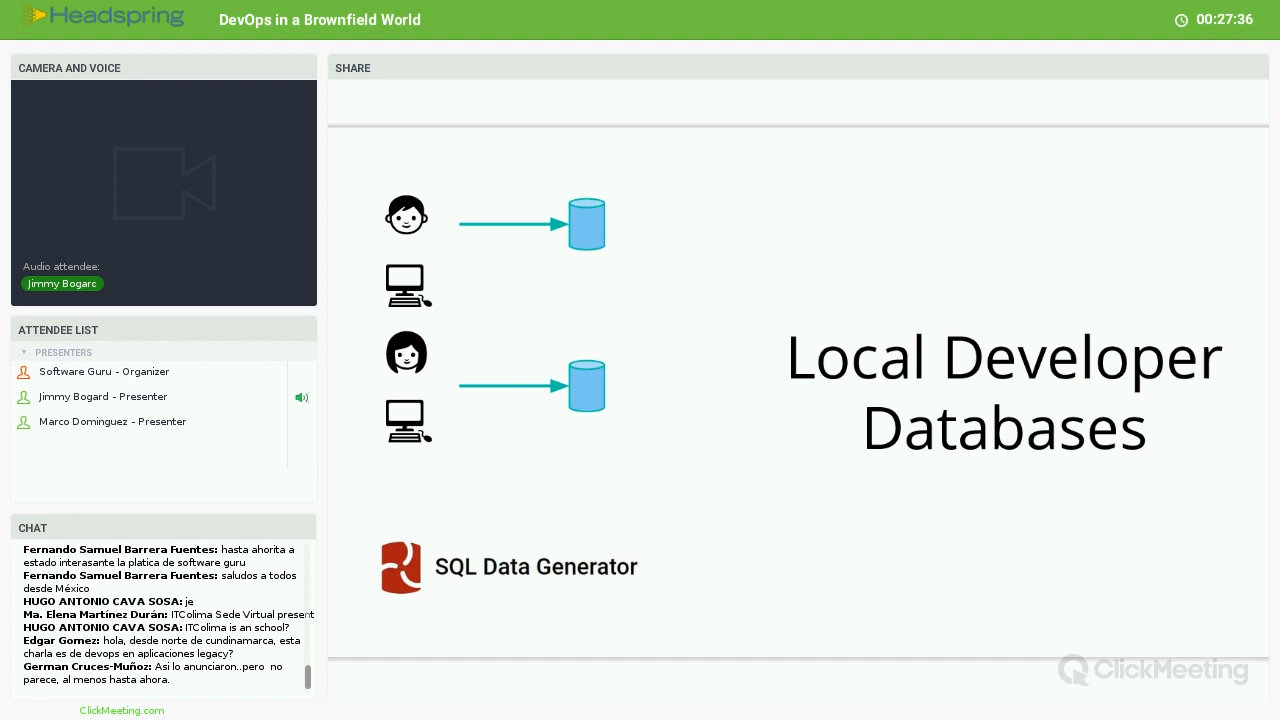 Headspring
DevOps in a Brownfield World
00:27:36
CAMERA AND VOICE
Audio attendee:
Jimmy Bogard
ATTENDEE LIST
PRESENTERS
Software Guru - Organizer
Jimmy Bogard - Presenter
Marco Dominguez - Presenter
CHAT
Fernando Samuel Barrera Fuentes: hasta ahorita a
estado interasante la platica de software guru
Fernando Samuel Barrera Fuentes: saludos a todos
desde México
HUGO ANTONIO CAVA SOSA: je
Ma. Elena Martínez Durán: ITColima Sede Virtual present
HUGO ANTONIO CAVA SOSA: ITColima is an school?
Edgar Gomez: hola, desde norte de cundinamarca, esta
charla es de devops en aplicaciones legacy?
German Cruces-Muñoz: Asi lo anunciaron..pero no
parece, al menos hasta ahora.
ClickMeeting.com
SHARE
Local Developer
Databases
SQL Data Generator
ClickMeeting